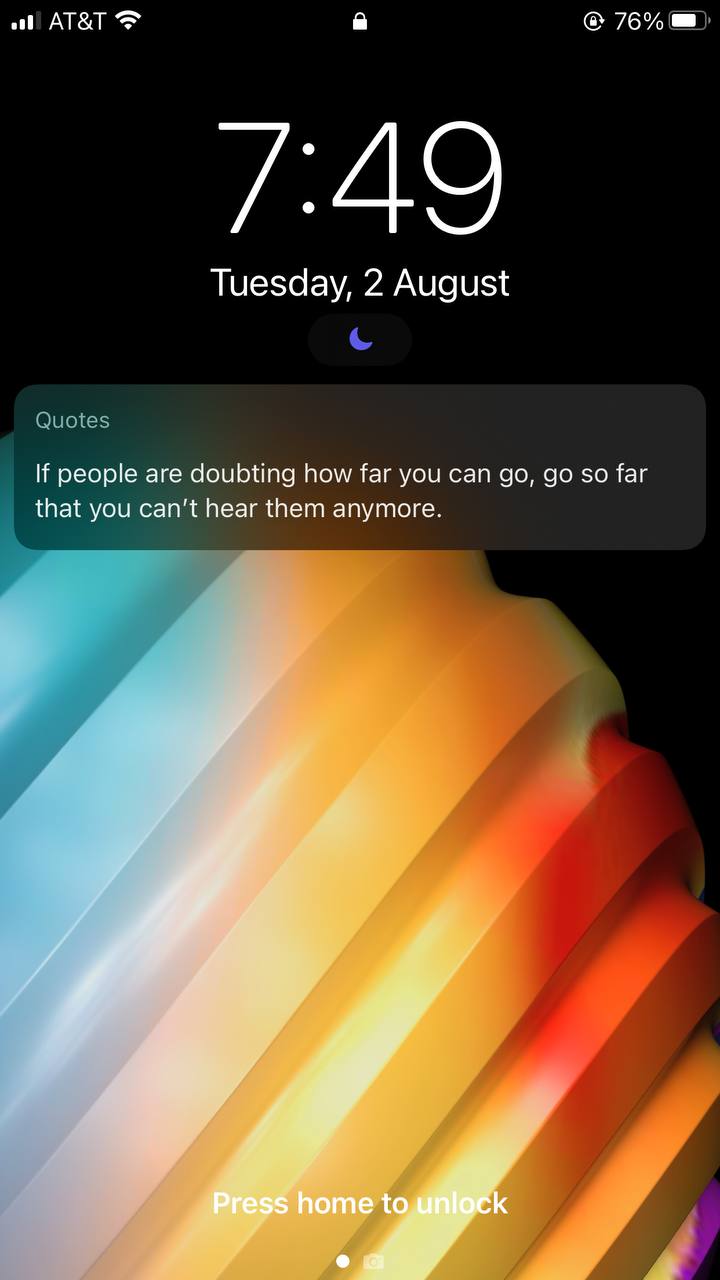 AT&T 76%
7:49
Tuesday, 2 August
Quotes
If people are doubting how far you can go, go so far
that you can’t hear them anymore.
Press home to unlock